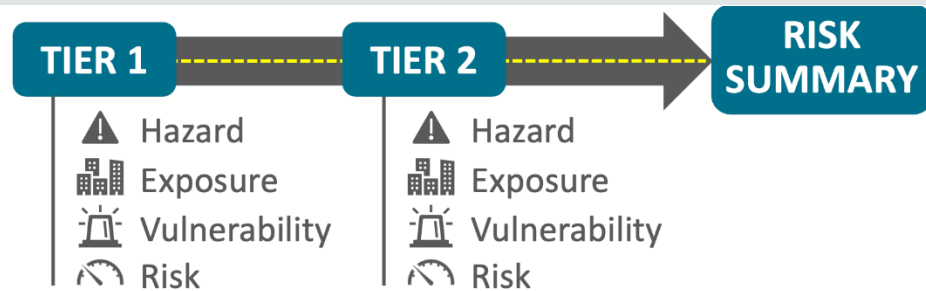 TIER 1
TIER 2
RISK
SUMMARY
Hazard
Exposure
Vulnerability
Risk
Hazard
Exposure
Vulnerability
Risk